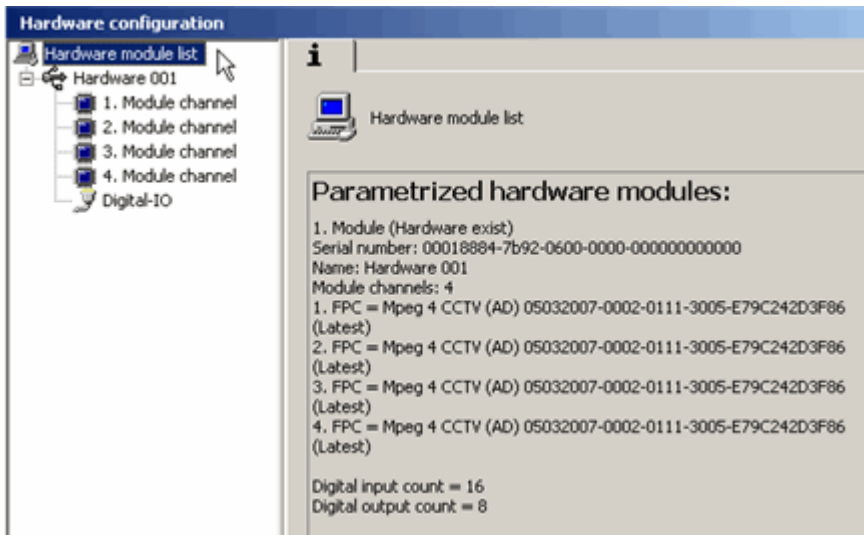 Hardware configuration
Hardware module list
Hardware 001
1. Module channel
2. Module channel
3. Module channel
4. Module channel
Digital-IO
i
Hardware module list
Parametrized hardware modules:
1. Module (Hardware exist)
Serial number: 00018884-7b92-0600-0000-000000000000
Name: Hardware 001
Module channels: 4
1. FPC = Mpeg 4 CCTV (AD) 05032007-0002-0111-3005-E79C242D3F86
(Latest)
2. FPC = Mpeg 4 CCTV (AD) 05032007-0002-0111-3005-E79C242D3F86
(Latest)
3. FPC = Mpeg 4 CCTV (AD) 05032007-0002-0111-3005-E79C242D3F86
(Latest)
4. FPC = Mpeg 4 CCTV (AD) 05032007-0002-0111-3005-E79C242D3F86
(Latest)
Digital input count = 16
Digital output count = 8